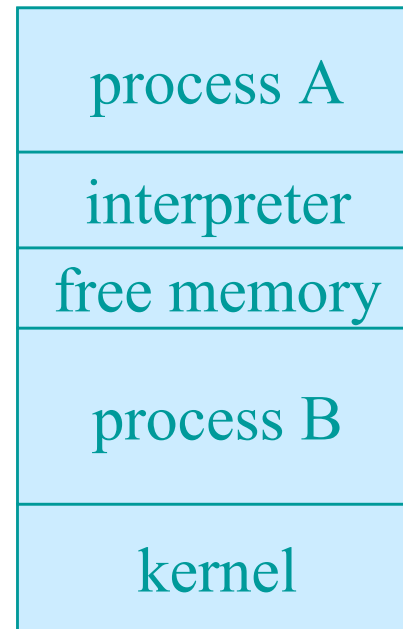 process A
interpreter
free memory
process B
kernel